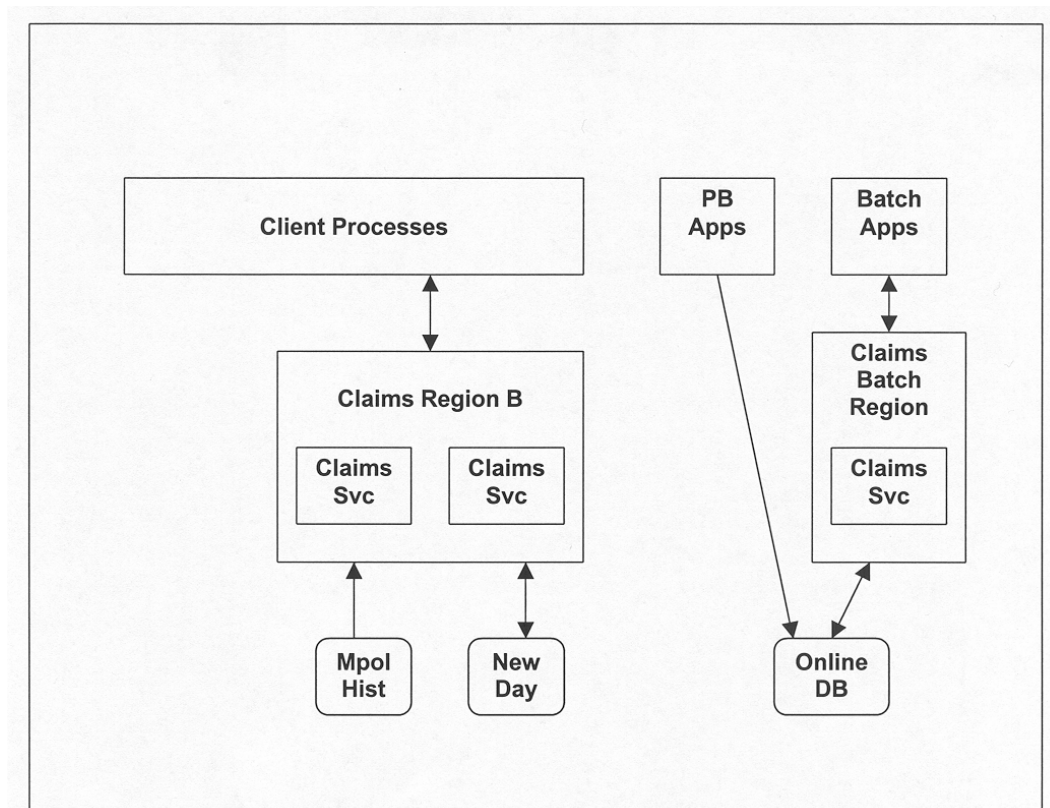 Client Processes
PB
Apps
Batch
Apps
Claims Region B
Claims
Svc
Claims
Svc
Claims
Batch
Region
Claims
Svc
Mpol
Hist
New
Day
Online
DB